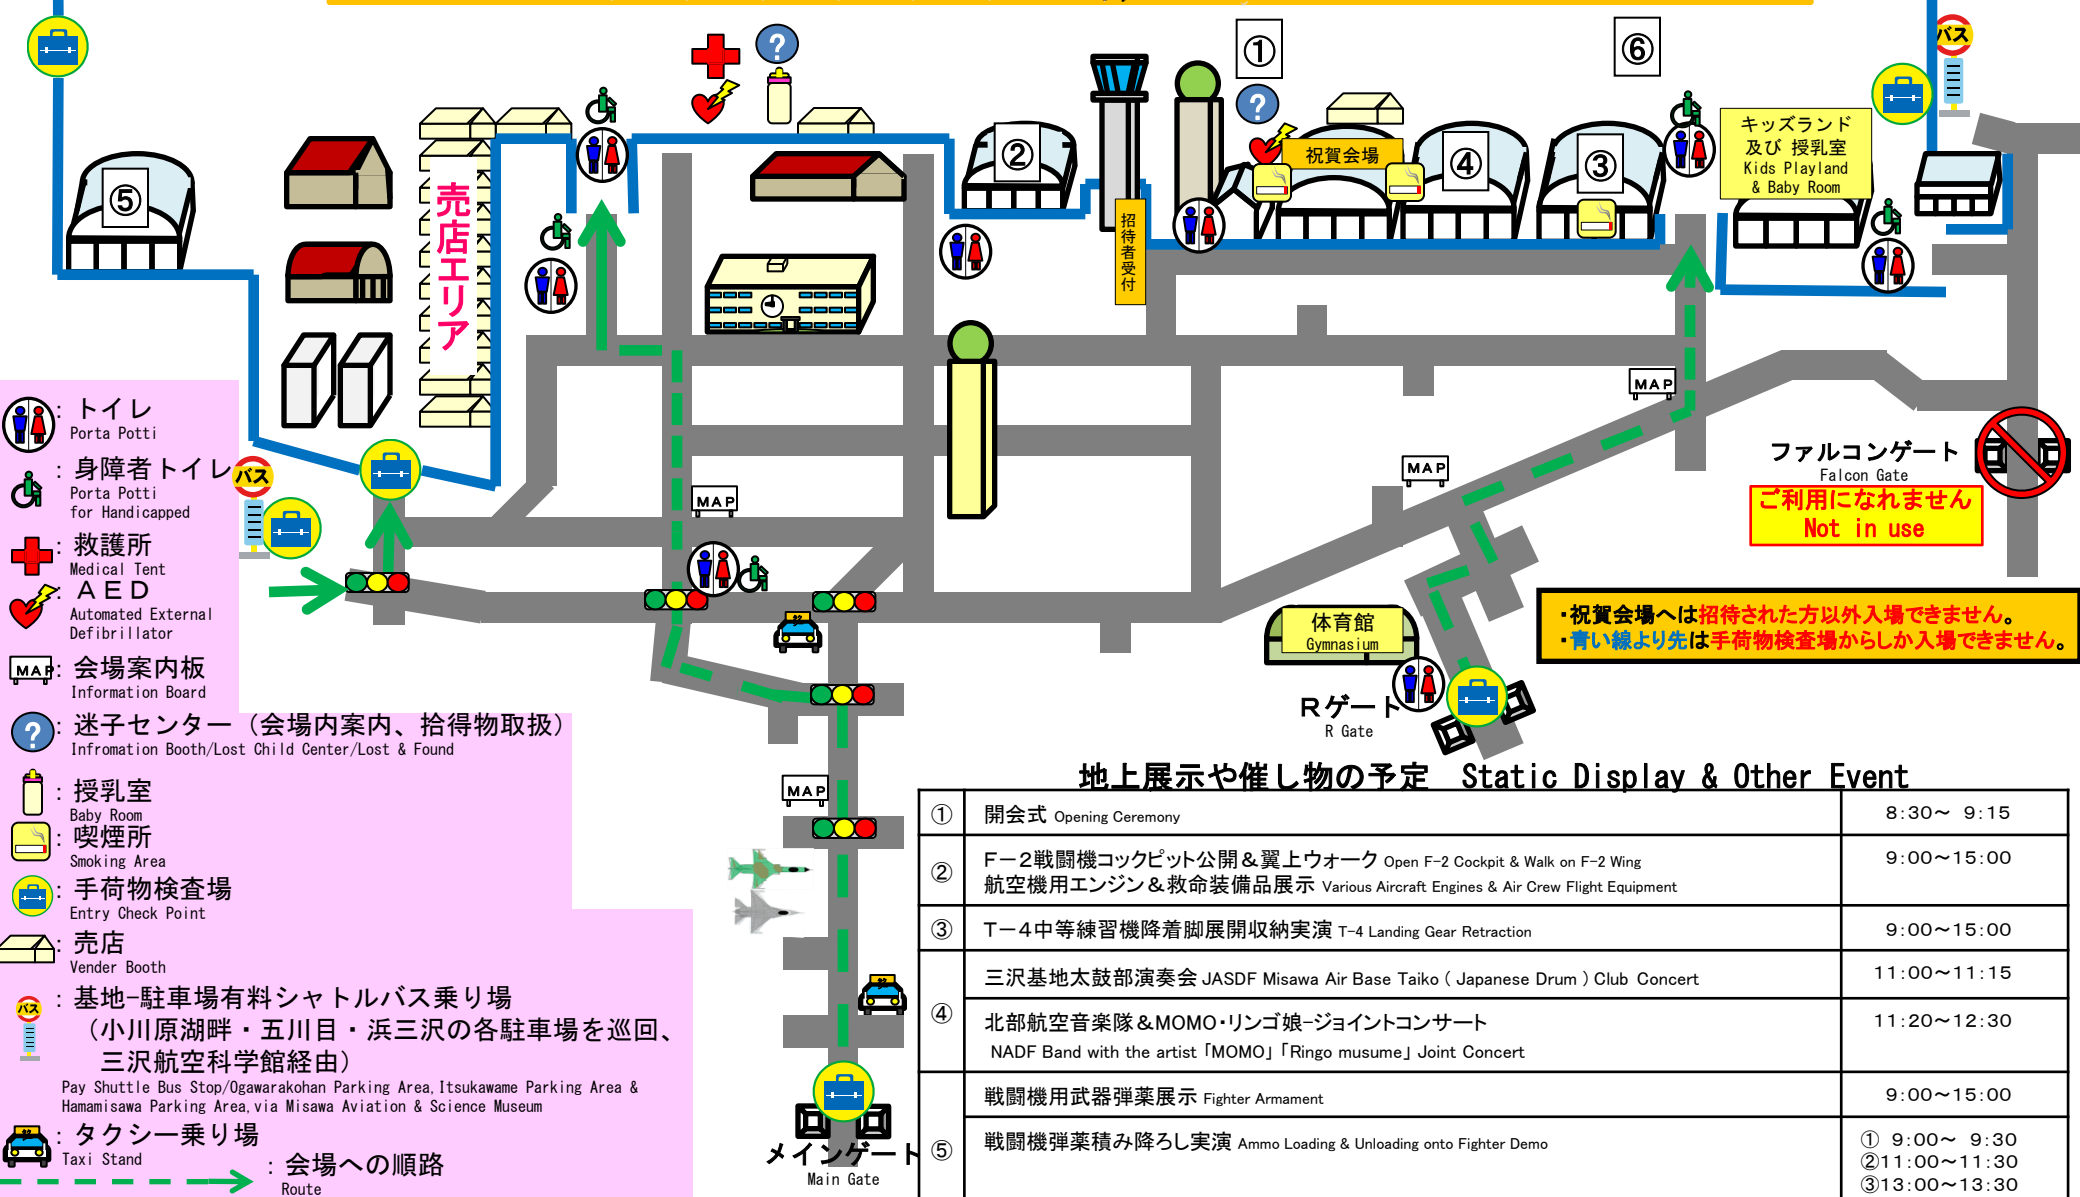 バス
①
⑥
②
④
③
⑤
祝賀会場
キッズランド
及び 授乳室
Kids Playland
& Baby Room
招待者受付
売店エリア
バス
MAP
MAP
MAP
MAP
ファルコンゲート
Falcon Gate
ご利用になれません
Not in use
・祝賀会場へは招待された方以外入場できません。
・青い線より先は手荷物検査場からしか入場できません。
体育館
Gymnasium
Rゲート
R Gate
メインゲート
Main Gate
: トイレ
Porta Potti
: 身障者トイレ
Porta Potti
for Handicapped
: 救護所
Medical Tent
: AED
Automated External
Defibrillator
MAP : 会場案内板
Information Board
: 迷子センター (会場内案内、拾得物取扱)
Infromation Booth/Lost Child Center/Lost & Found
: 授乳室
Baby Room
: 喫煙所
Smoking Area
: 手荷物検査場
Entry Check Point
: 売店
Vender Booth
バス : 基地−駐車場有料シャトルバス乗り場
(小川原湖畔・五川目・浜三沢の各駐車場を巡回、
三沢航空科学館経由)
Pay Shuttle Bus Stop/Ogawarakohan Parking Area, Itsukawame Parking Area &
Hamamisawa Parking Area, via Misawa Aviation & Science Museum
: タクシー乗り場
Taxi Stand
: 会場への順路
Route
地上展示や催し物の予定 Static Display & Other Event
① 開会式 Opening Ceremony 8:30～ 9:15
② F−2戦闘機コックピット公開&翼上ウォーク Open F-2 Cockpit & Walk on F-2 Wing 9:00～15:00
航空機用エンジン&救命装備品展示 Various Aircraft Engines & Air Crew Flight Equipment
③ T−4中等練習機降着脚展開収納実演 T-4 Landing Gear Retraction 9:00～15:00
④ 三沢基地太鼓部演奏会 JASDF Misawa Air Base Taiko ( Japanese Drum ) Club Concert 11:00～11:15
北部航空音楽隊&MOMO・リンゴ娘−ジョイントコンサート 11:20～12:30
NADF Band with the artist 「MOMO」「Ringo musume」 Joint Concert
⑤ 戦闘機用武器弾薬展示 Fighter Armament 9:00～15:00
戦闘機弾薬積み降ろし実演 Ammo Loading & Unloading onto Fighter Demo ① 9:00～ 9:30
②11:00～11:30
③13:00～13:30